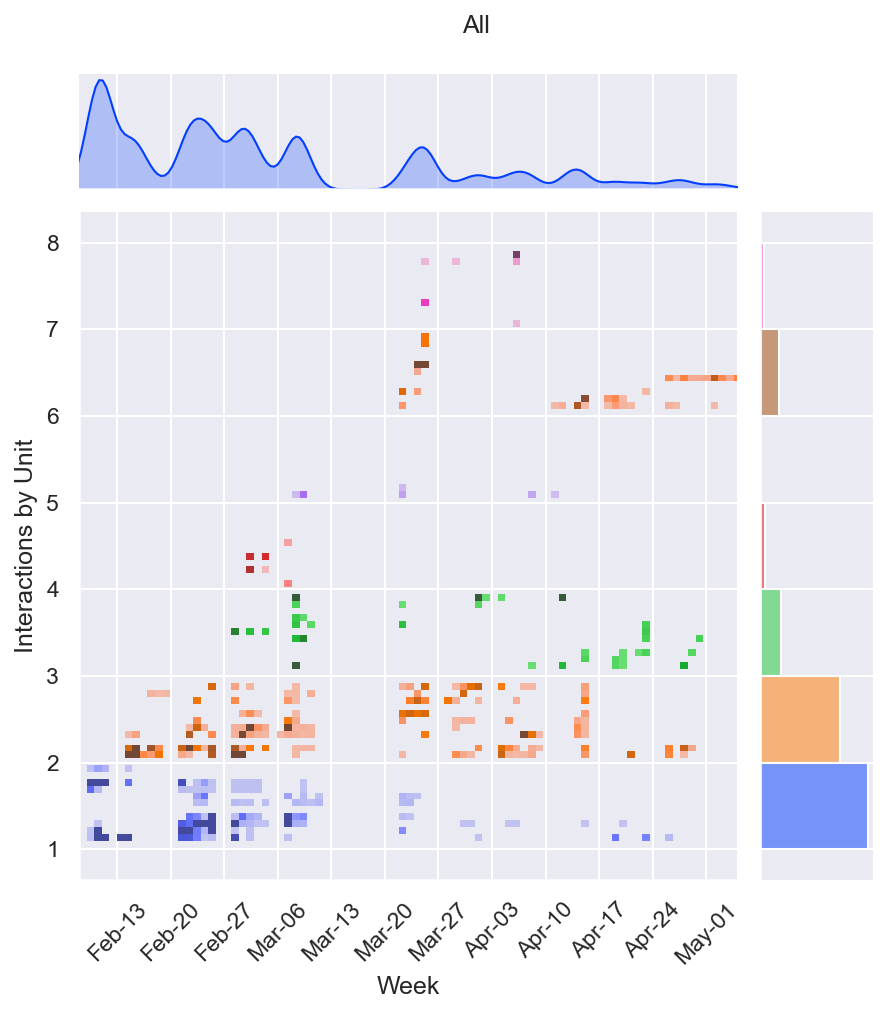 All
8
7
6
5
4
3
2
1
Interactions by Unit
Feb-13
Feb-20
Feb-27
Mar-06
Mar-13
Mar-20
Mar-27
Apr-03
Apr-10
Apr-17
Apr-24
May-01
Week